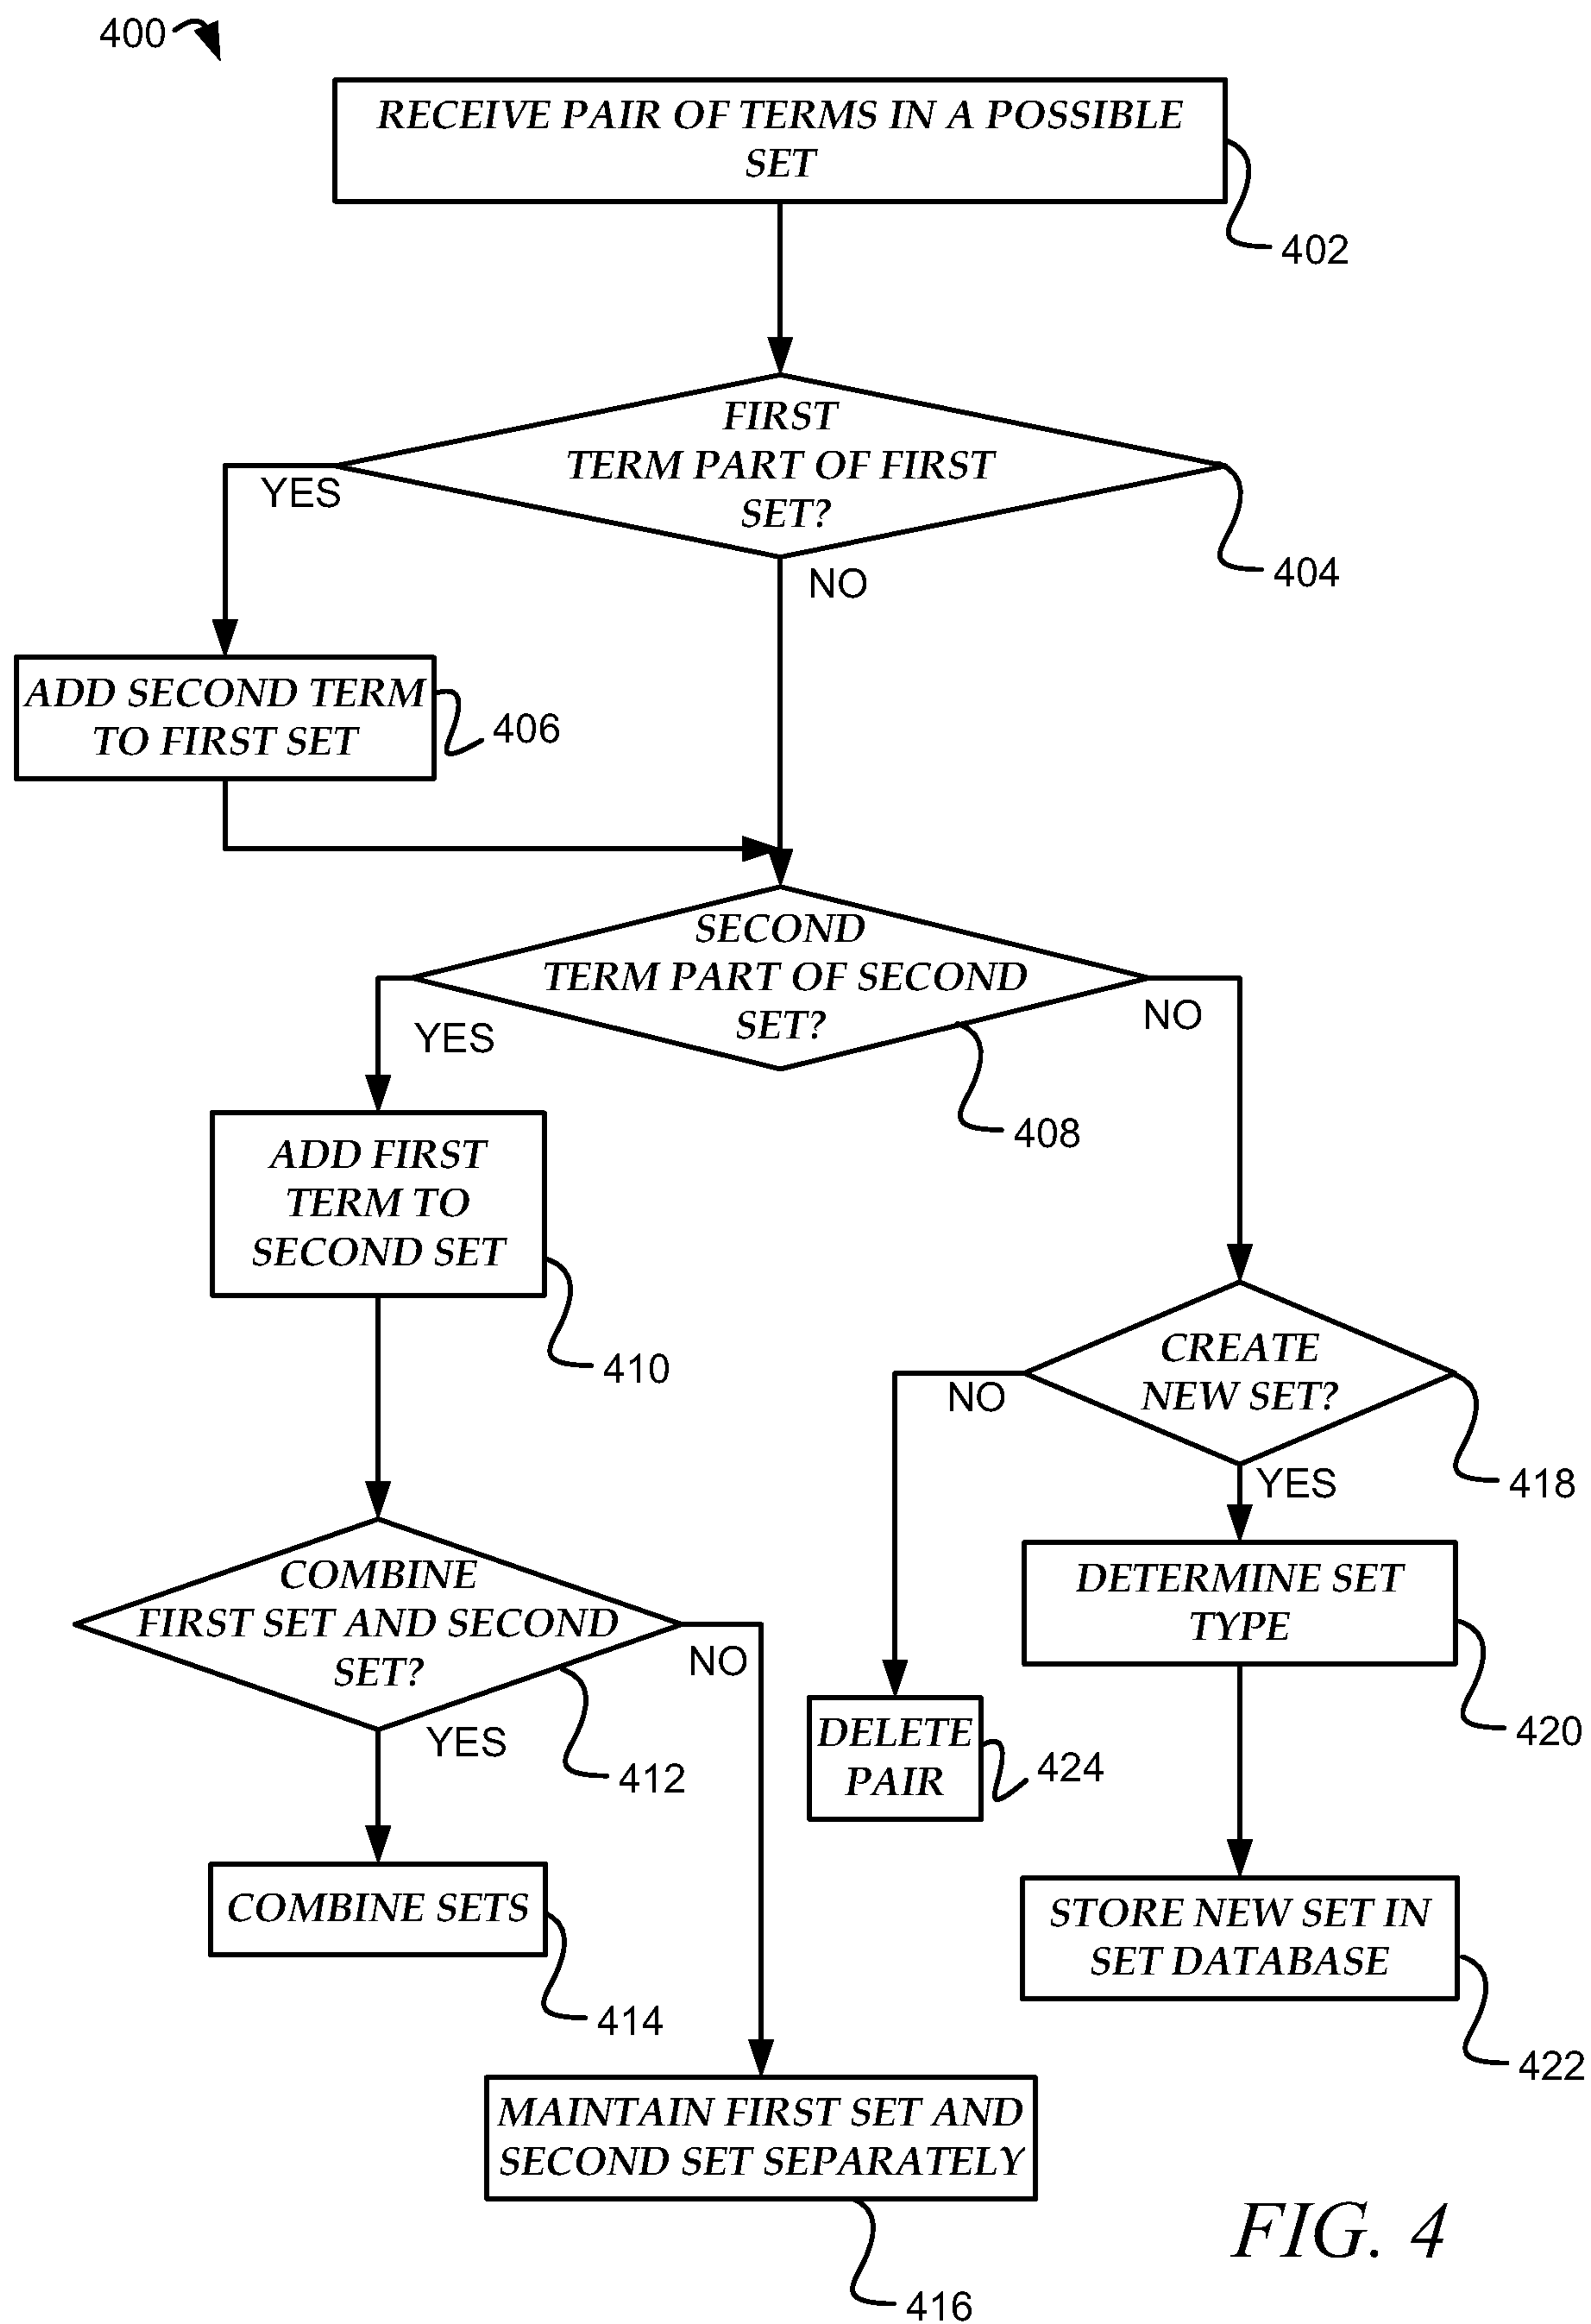 400
RECEIVE PAIR OF TERMS IN A POSSIBLE
SET
402
FIRST
TERM PART OF FIRST
SET?
YES
NO
404
ADD SECOND TERM
TO FIRST SET
406
SECOND
TERM PART OF SECOND
SET?
YES
NO
408
ADD FIRST
TERM TO
SECOND SET
410
CREATE
NEW SET?
NO
YES
418
COMBINE
FIRST SET AND SECOND
SET?
NO
YES
412
DETERMINE SET
TYPE
420
DELETE
PAIR
424
COMBINE SETS
414
STORE NEW SET IN
SET DATABASE
422
MAINTAIN FIRST SET AND
SECOND SET SEPARATELY
416
FIG. 4